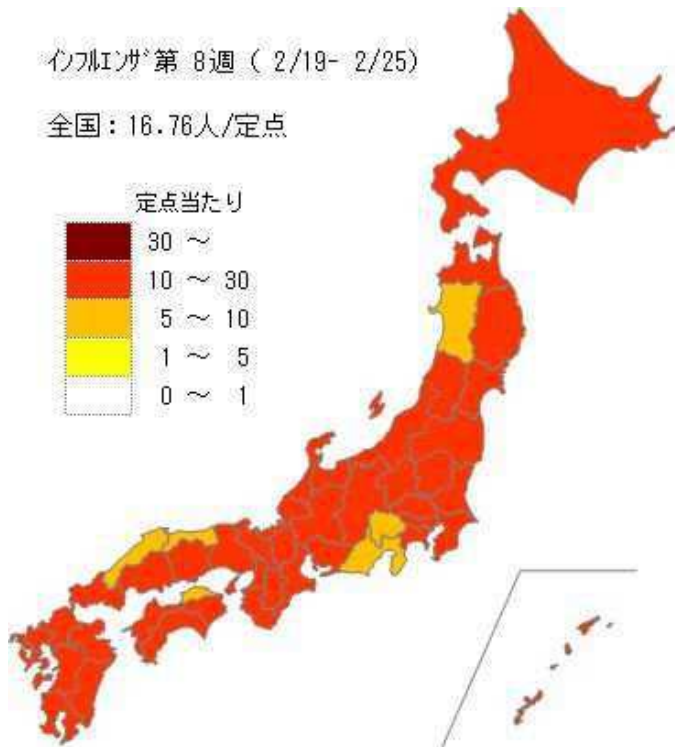 ｲﾝﾌﾙｴﾝｻﾞ第 8週 ( 2/19- 2/25)
全国：16.76人/定点
定点当たり
30 ～
10 ～ 30
5 ～ 10
1 ～ 5
0 ～ 1